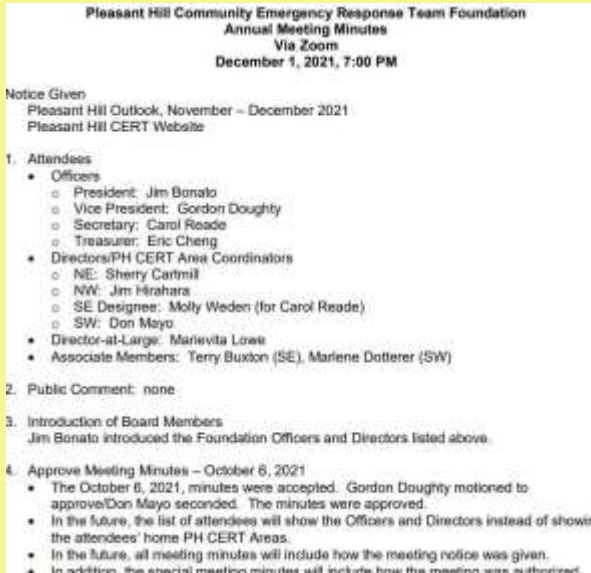 Pleasant Hill Community Emergency Response Team Foundation
Annual Meeting Minutes
Via Zoom
December 1, 2021, 7:00 PM
Notice Given
Pleasant Hill Outlook, November – December 2021
Pleasant Hill CERT Website
1. Attendees
• Officers
○ President: Jim Bonato
○ Vice President: Gordon Doughty
○ Secretary: Carol Reade
○ Treasurer: Eric Cheng
• Directors/PH CERT Area Coordinators
○ NE: Sherry Cartmill
○ NW: Jim Hirahara
○ SE Designee: Molly Weden (for Carol Reade)
○ SW: Don Mayo
• Director-at-Large: Marievita Lowe
• Associate Members: Terry Buxton (SE), Marlene Dotterer (SW)
2. Public Comment: none
3. Introduction of Board Members
Jim Bonato introduced the Foundation Officers and Directors listed above.
4. Approve Meeting Minutes – October 6, 2021
• The October 6, 2021, minutes were accepted. Gordon Doughty motioned to
approve/Don Mayo seconded. The minutes were approved.
• In the future, the list of attendees will show the Officers and Directors instead of showin
the attendees' home PH CERT Areas.
• In the future, all meeting minutes will include how the meeting notice was given.
• In addition, the special meeting minutes will include how the meeting was authorized